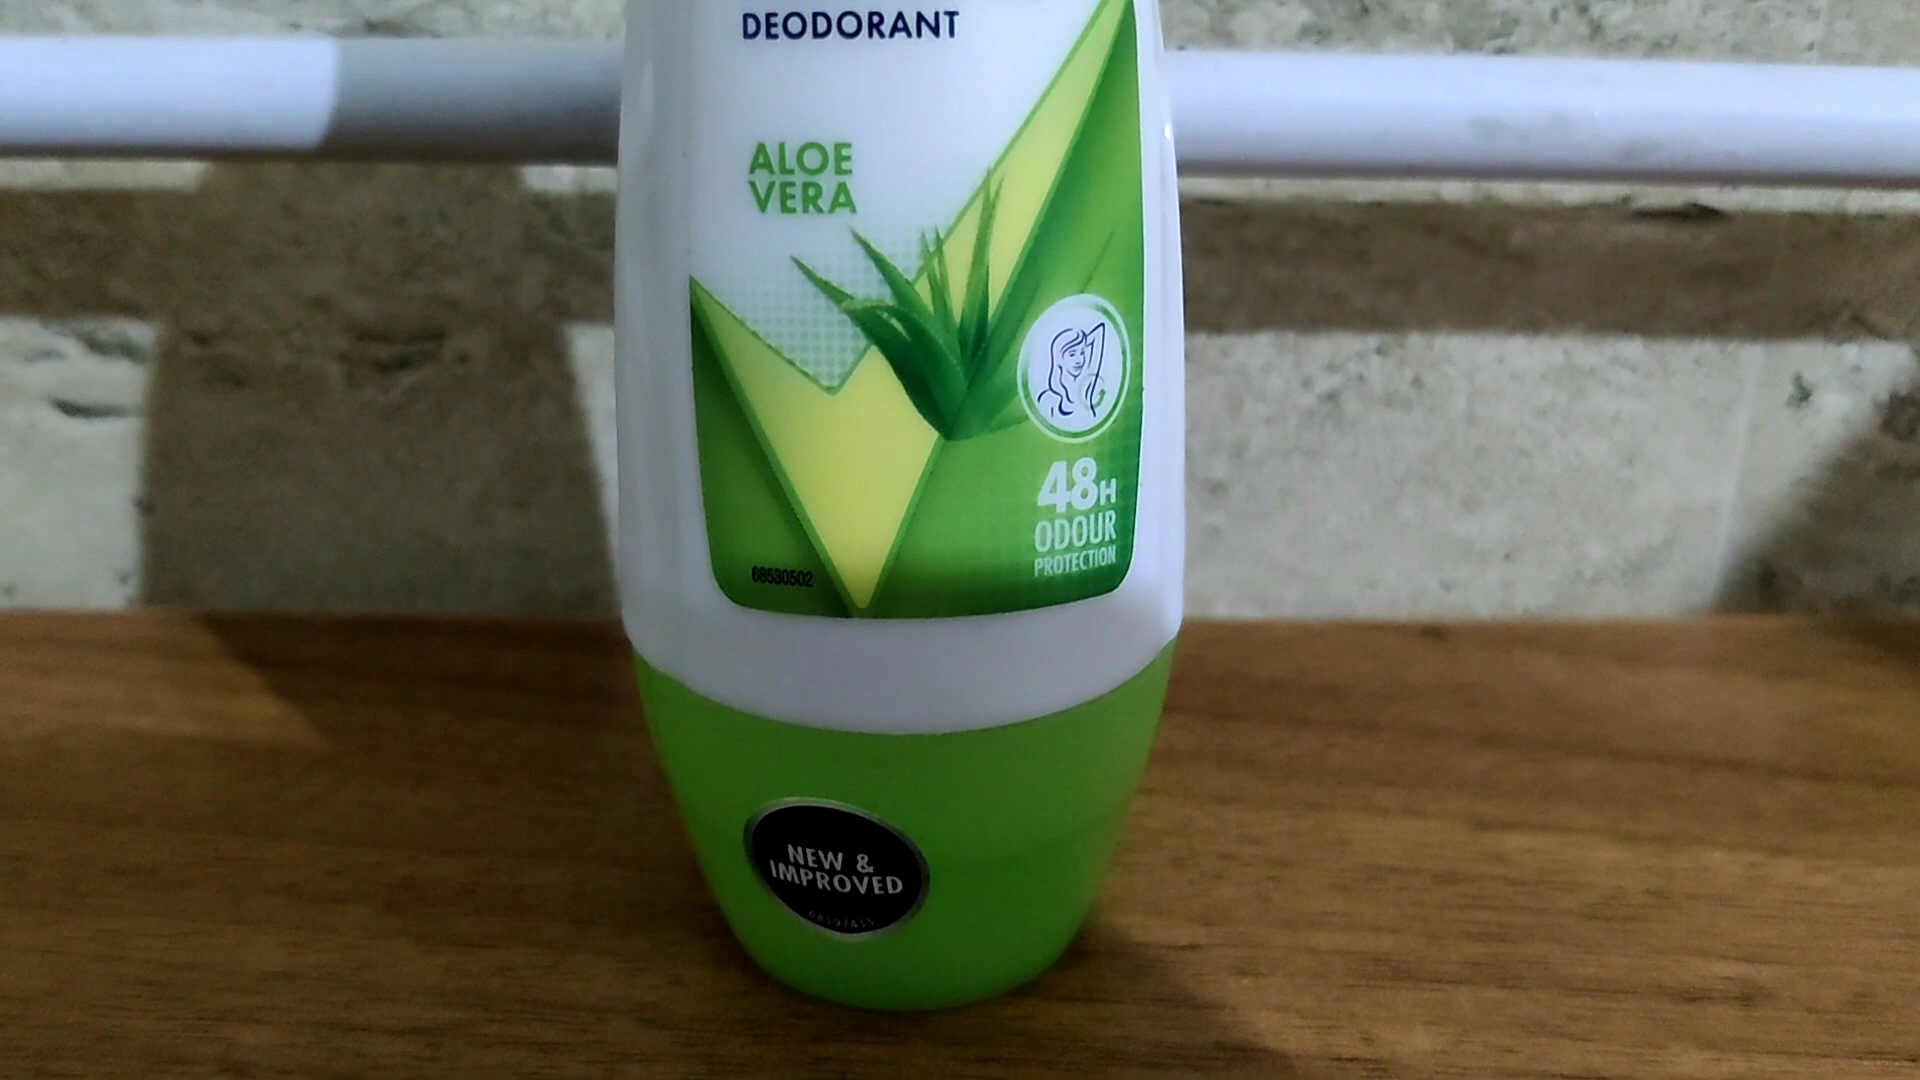 DEODORANT
ALOE
VERA
48H
ODOUR
PROTECTION
68530502
NEW &
IMPROVED